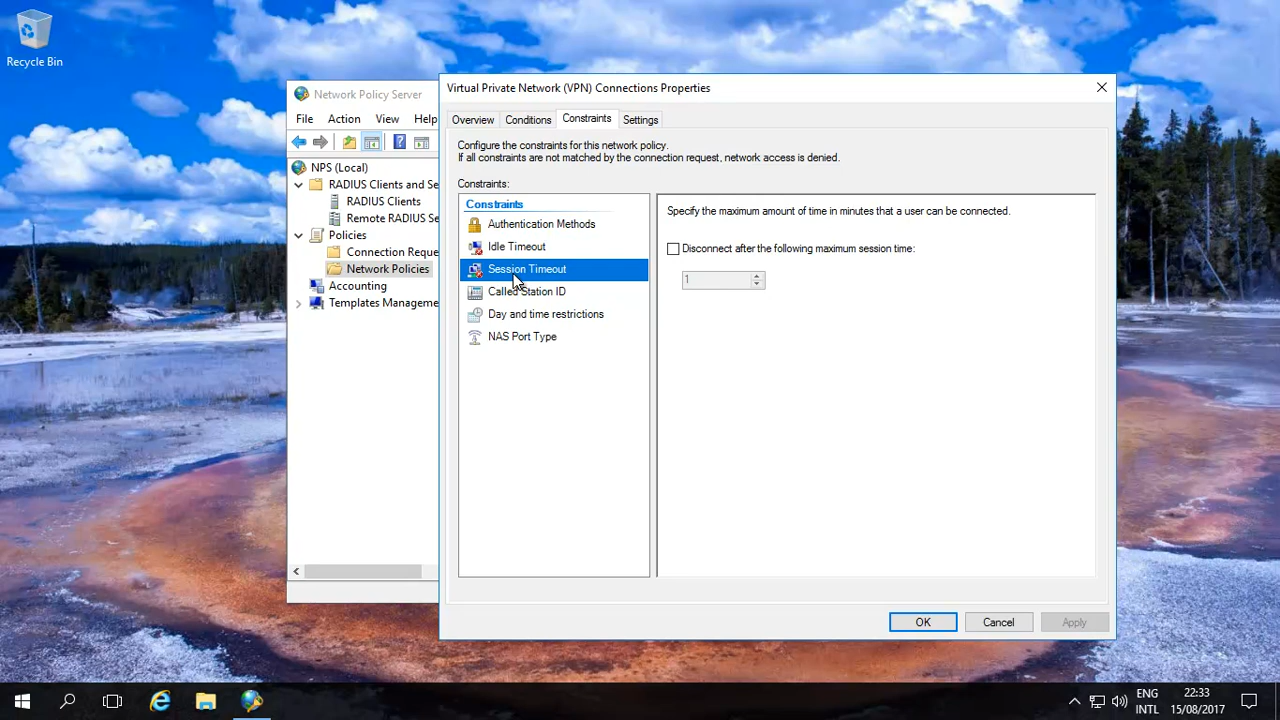 Recycle Bin
Network Policy Server
File Action View Help
NPS (Local)
RADIUS Clients and Se
RADIUS Clients
Remote RADIUS Se
Policies
Connection Reque
Network Policies
Accounting
Templates Manageme
Virtual Private Network (VPN) Connections Properties
Overview Conditions Constraints Settings
Configure the constraints for this network policy.
If all constraints are not matched by the connection request, network access is denied.
Constraints:
Constraints
Authentication Methods
Idle Timeout
Session Timeout
Called Station ID
Day and time restrictions
NAS Port Type
Specify the maximum amount of time in minutes that a user can be connected.
Disconnect after the following maximum session time:
1
OK Cancel Apply
ENG 22:33
INTL 15/08/2017